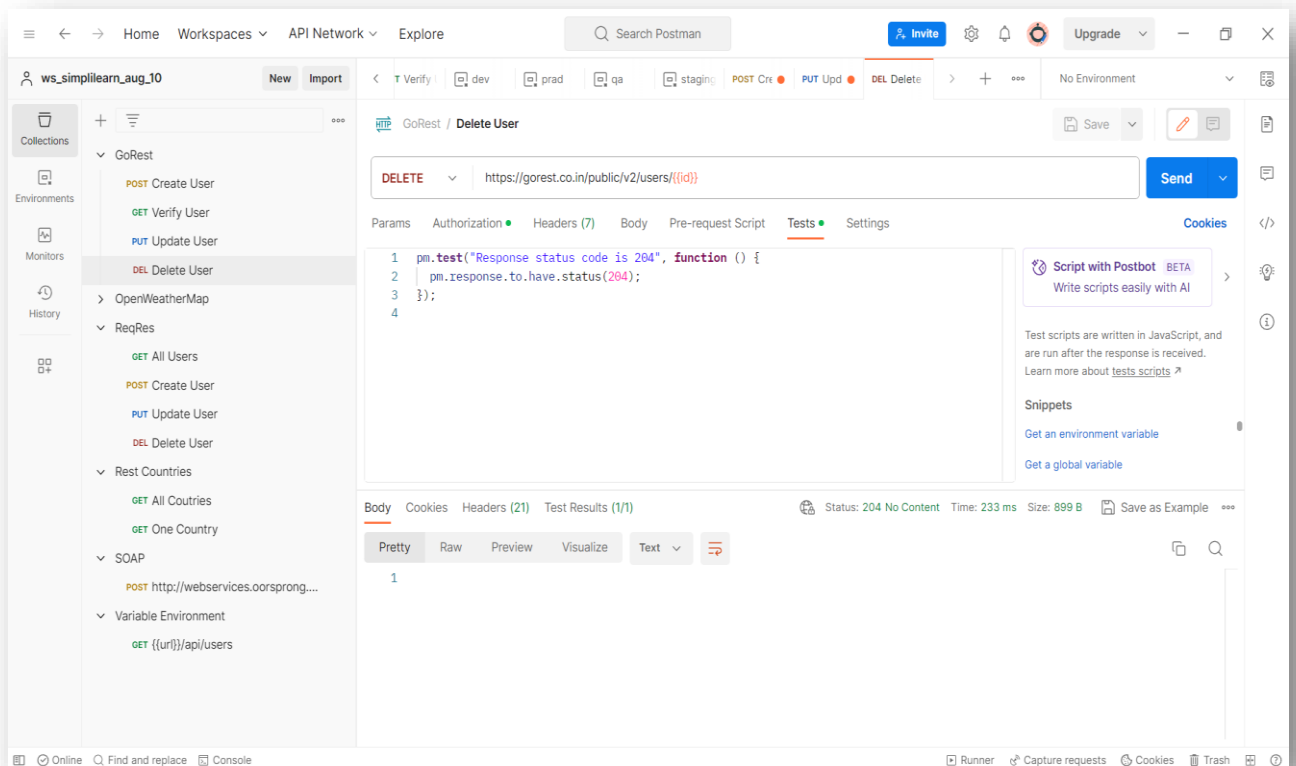 Home Workspaces API Network Explore Search Postman Invite Upgrade
ws_simplilearn_aug_10 New Import
T Verify dev prad qa staging POST Cre PUT Upd DEL Delete No Environment
Collections
Environments
Monitors
History
GoRest
POST Create User
GET Verify User
PUT Update User
DEL Delete User
OpenWeatherMap
ReqRes
GET All Users
POST Create User
PUT Update User
DEL Delete User
Rest Countries
GET All Coutries
GET One Country
SOAP
POST http://webservices.oorsprong....
Variable Environment
GET {{url}}/api/users
HTTP GoRest / Delete User Save
DELETE https://gorest.co.in/public/v2/users/{{id}} Send
Params Authorization Headers (7) Body Pre-request Script Tests Settings Cookies
1 pm.test("Response status code is 204", function () {
2 pm.response.to.have.status(204);
3 });
4
Script with Postbot BETA
Write scripts easily with AI
Test scripts are written in JavaScript, and
are run after the response is received.
Learn more about tests scripts
Snippets
Get an environment variable
Get a global variable
Body Cookies Headers (21) Test Results (1/1) Status: 204 No Content Time: 233 ms Size: 899 B Save as Example
Pretty Raw Preview Visualize Text
1
Online Find and replace Console Runner Capture requests Cookies Trash